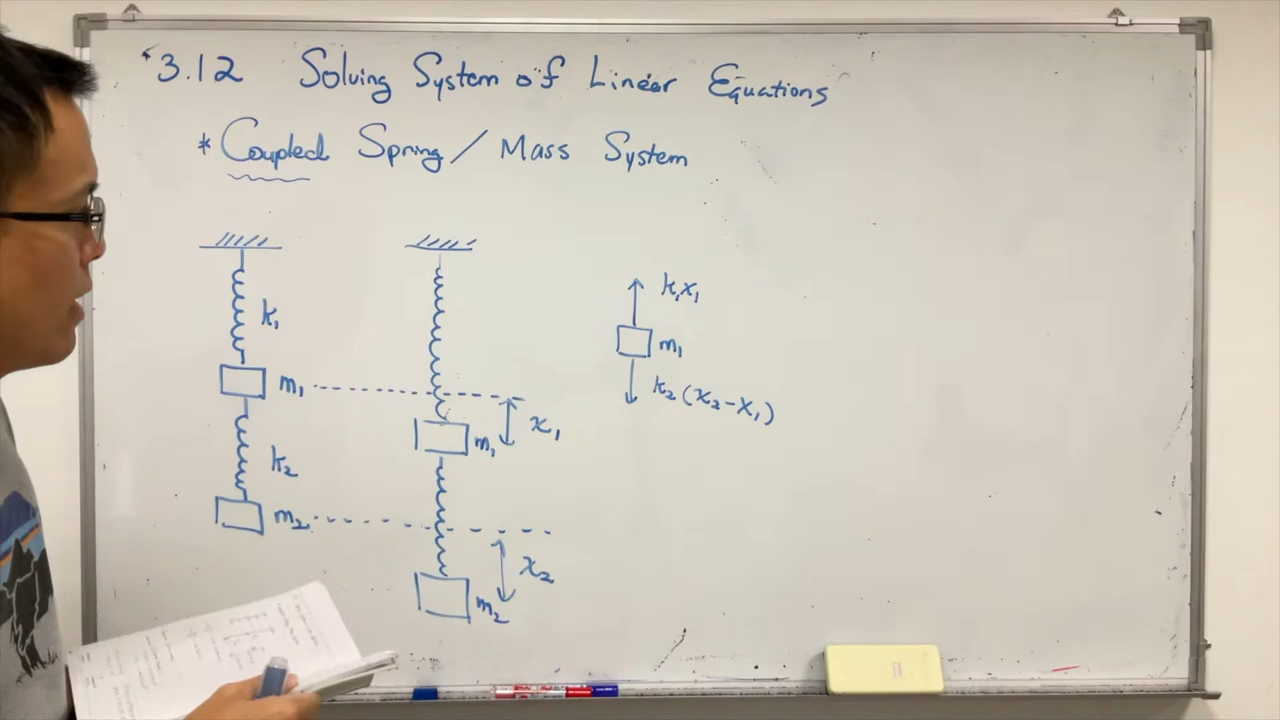 3.12 Solving System of Linear Equations
* Coupled Spring / Mass System
k₁
m₁
k₂
m₂
m₁
x₁
x₂
m₂
k₁x₁
m₁
k₂(x₂-x₁)